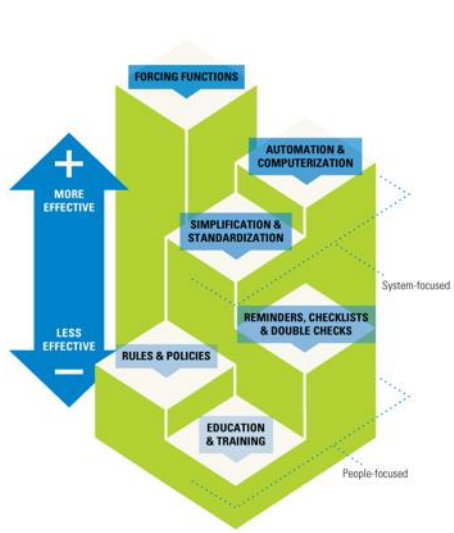 FORCING FUNCTIONS
AUTOMATION &
COMPUTERIZATION
+
MORE
EFFECTIVE
SIMPLIFICATION &
STANDARDIZATION
System-focused
REMINDERS, CHECKLISTS
& DOUBLE CHECKS
LESS
EFFECTIVE
−
RULES & POLICIES
EDUCATION
& TRAINING
People-focused